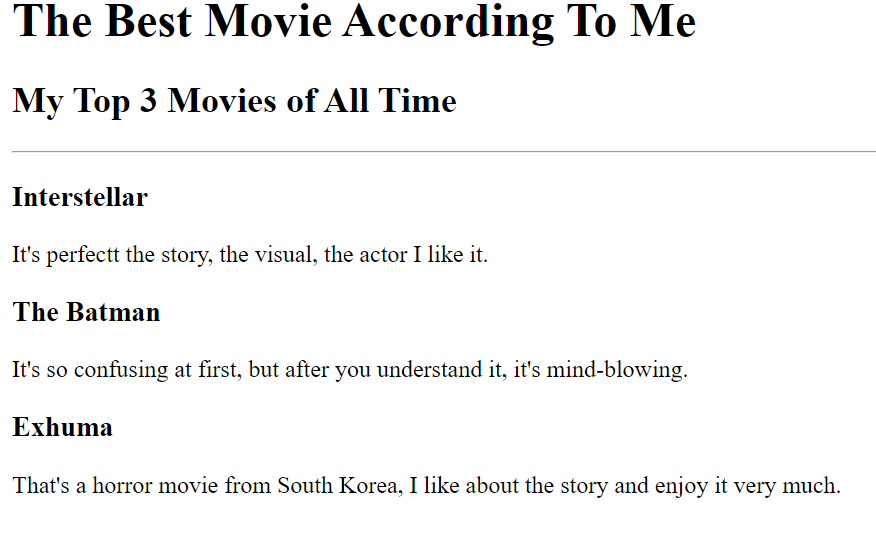 The Best Movie According To Me
My Top 3 Movies of All Time
Interstellar
It's perfectt the story, the visual, the actor I like it.
The Batman
It's so confusing at first, but after you understand it, it's mind-blowing.
Exhuma
That's a horror movie from South Korea, I like about the story and enjoy it very much.